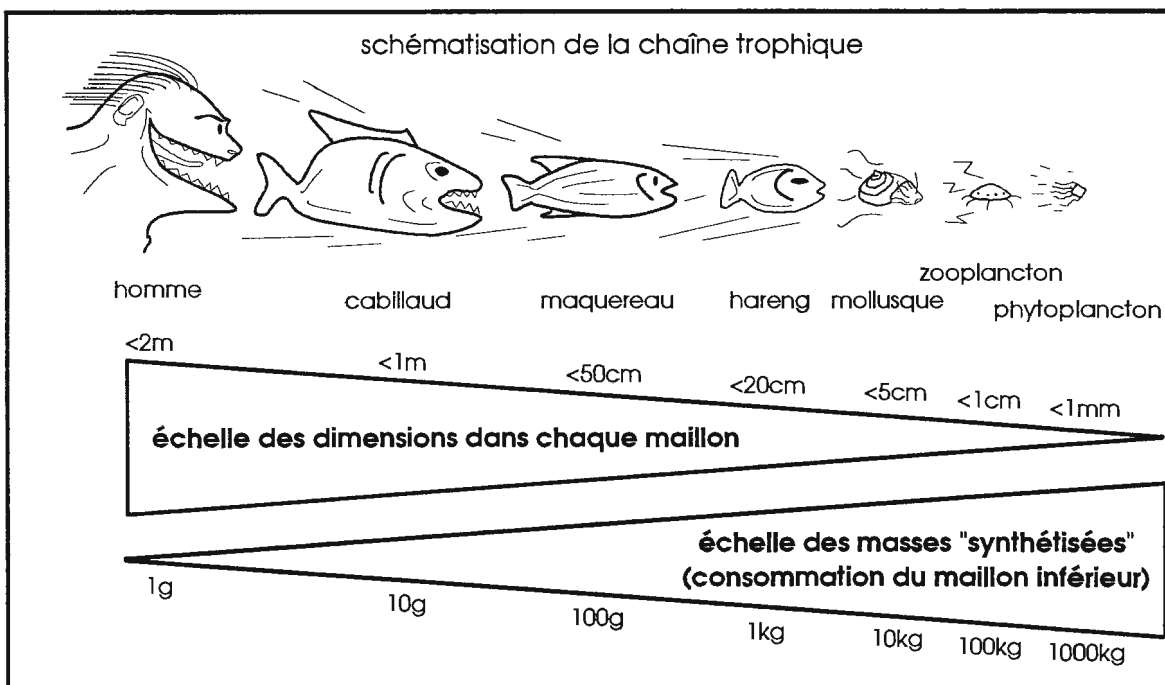 schématisation de la chaîne trophique
homme
cabillaud
maquereau
hareng
mollusque
zooplancton
phytoplancton
<2m
<1m
<50cm
<20cm
<5cm
<1cm
<1mm
échelle des dimensions dans chaque maillon
échelle des masses "synthétisées"
(consommation du maillon inférieur)
1g
10g
100g
1kg
10kg
100kg
1000kg